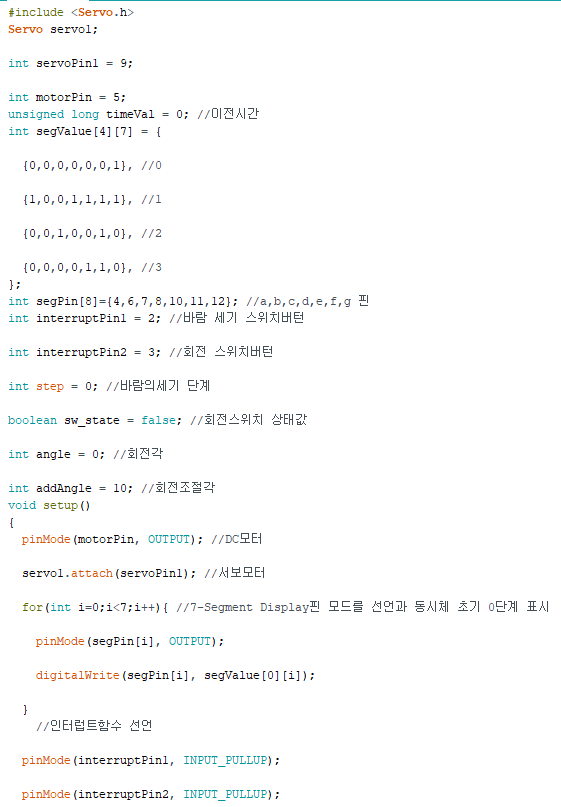 #include <Servo.h>
Servo servo1;
int servoPin1 = 9;
int motorPin = 5;
unsigned long timeVal = 0; //이전시간
int segValue[4][7] = {
{0,0,0,0,0,0,1}, //0
{1,0,0,1,1,1,1}, //1
{0,0,1,0,0,1,0}, //2
{0,0,0,0,1,1,0}, //3
};
int segPin[8]={4,6,7,8,10,11,12}; //a,b,c,d,e,f,g 핀
int interruptPin1 = 2; //바람 세기 스위치버턴
int interruptPin2 = 3; //회전 스위치버턴
int step = 0; //바람의세기 단계
boolean sw_state = false; //회전스위치 상태값
int angle = 0; //회전각
int addAngle = 10; //회전조절각
void setup()
{
pinMode(motorPin, OUTPUT); //DC모터
servo1.attach(servoPin1); //서보모터
for(int i=0;i<7;i++){ //7-Segment Display핀 모드를 선언과 동시체 초기 0단계 표시
pinMode(segPin[i], OUTPUT);
digitalWrite(segPin[i], segValue[0][i]);
}
//인터럽트함수 선언
pinMode(interruptPin1, INPUT_PULLUP);
pinMode(interruptPin2, INPUT_PULLUP);